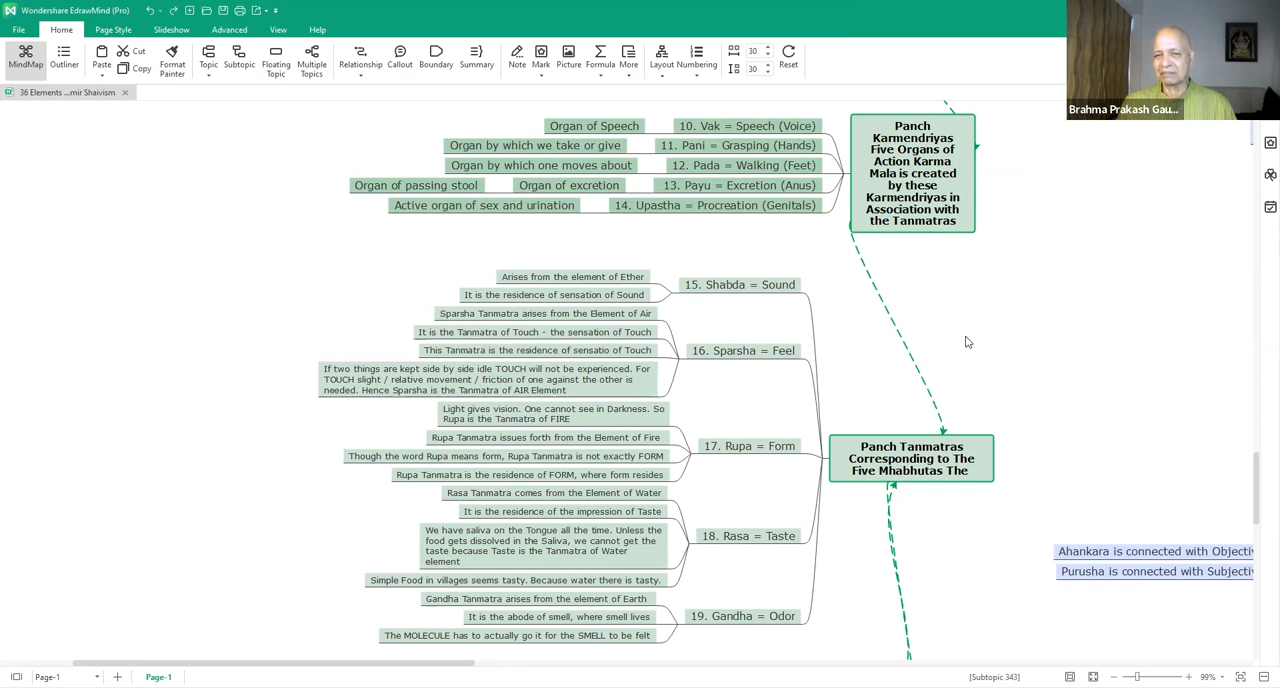 Wondershare EdrawMind (Pro)
File Home Page Style Slideshow Advanced View Help
MindMap Outliner Paste Cut Copy Format Painter Topic Subtopic Floating Topic Multiple Topics Relationship Callout Boundary Summary Note Mark Picture Formula More Layout Numbering 30 30 Reset
36 Elements ...mir Shaivism
Brahma Prakash Gau...
Panch
Karmendriyas
Five Organs of
Action Karma
Mala is created
by these
Karmendriyas in
Association with
the Tanmatras
10. Vak = Speech (Voice)
Organ of Speech
11. Pani = Grasping (Hands)
Organ by which we take or give
12. Pada = Walking (Feet)
Organ by which one moves about
13. Payu = Excretion (Anus)
Organ of excretion
Organ of passing stool
14. Upastha = Procreation (Genitals)
Active organ of sex and urination
Panch Tanmatras
Corresponding to The
Five Mhabhutas The
15. Shabda = Sound
Arises from the element of Ether
It is the residence of sensation of Sound
16. Sparsha = Feel
Sparsha Tanmatra arises from the Element of Air
It is the Tanmatra of Touch - the sensation of Touch
This Tanmatra is the residence of sensatio of Touch
If two things are kept side by side idle TOUCH will not be experienced. For
TOUCH slight / relative movement / friction of one against the other is
needed. Hence Sparsha is the Tanmatra of AIR Element
17. Rupa = Form
Light gives vision. One cannot see in Darkness. So
Rupa is the Tanmatra of FIRE
Rupa Tanmatra issues forth from the Element of Fire
Though the word Rupa means form, Rupa Tanmatra is not exactly FORM
Rupa Tanmatra is the residence of FORM, where form resides
18. Rasa = Taste
Rasa Tanmatra comes from the Element of Water
It is the residence of the impression of Taste
We have saliva on the Tongue all the time. Unless the
food gets dissolved in the Saliva, we cannot get the
taste because Taste is the Tanmatra of Water
element
Simple Food in villages seems tasty. Because water there is tasty.
19. Gandha = Odor
Gandha Tanmatra arises from the element of Earth
It is the abode of smell, where smell lives
The MOLECULE has to actually go it for the SMELL to be felt
Ahankara is connected with Objectiv
Purusha is connected with Subjectiv
Page-1 Page-1 [Subtopic 343] 99%